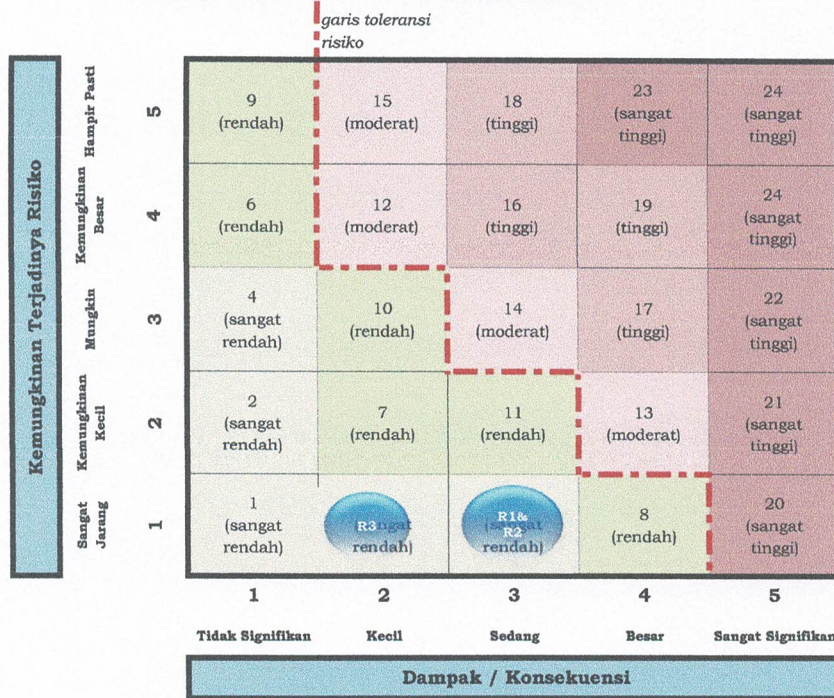 garis toleransi
risiko
Kemungkinan Terjadinya Risiko
Hampir Pasti
5
9
(rendah)
15
(moderat)
18
(tinggi)
23
(sangat
tinggi)
24
(sangat
tinggi)
Kemungkinan
Besar
4
6
(rendah)
12
(moderat)
16
(tinggi)
19
(tinggi)
24
(sangat
tinggi)
Mungkin
3
4
(sangat
rendah)
10
(rendah)
14
(moderat)
17
(tinggi)
22
(sangat
tinggi)
Kemungkinan
Kecil
2
2
(sangat
rendah)
7
(rendah)
11
(rendah)
13
(moderat)
21
(sangat
tinggi)
Sangat
Jarang
1
1
(sangat
rendah)
R3
rendah)
R1&
R2
rendah)
8
(rendah)
20
(sangat
tinggi)
1 2 3 4 5
Tidak Signifikan Kecil Sedang Besar Sangat Signifikan
Dampak / Konsekuensi